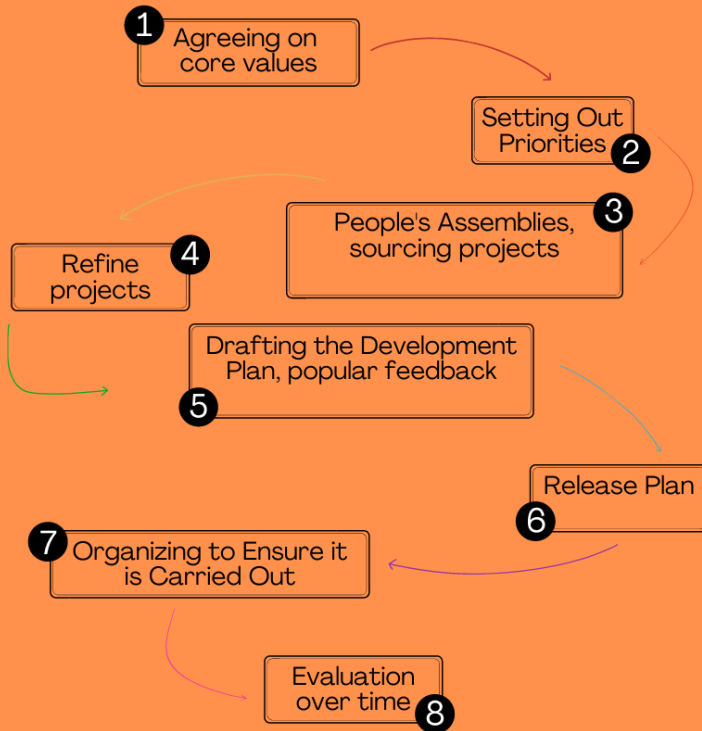 1
Agreeing on
core values
Setting Out
Priorities
2
3
People's Assemblies,
sourcing projects
4
Refine
projects
Drafting the Development
Plan, popular feedback
5
Release Plan
6
7
Organizing to Ensure it
is Carried Out
Evaluation
over time
8